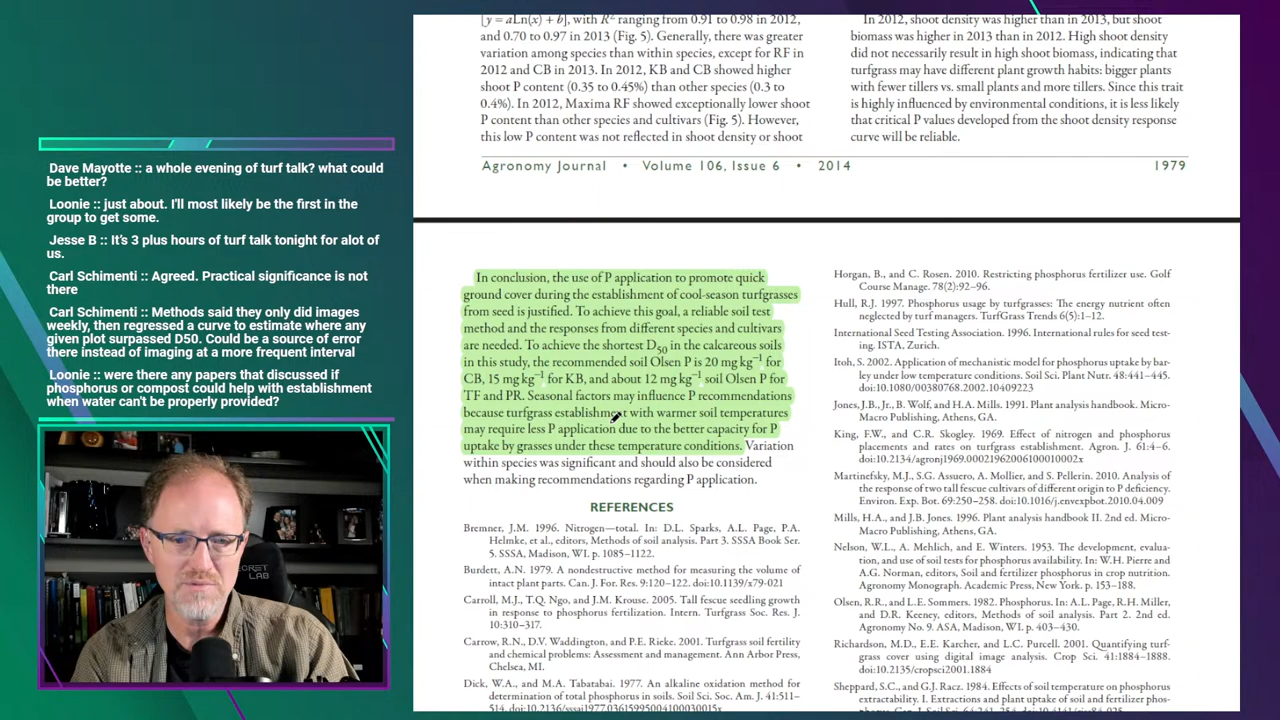 Dave Mayotte :: a whole evening of turf talk? what could
be better?
Loonie :: just about. I'll most likely be the first in the
group to get some.
Jesse B :: It's 3 plus hours of turf talk tonight for alot of
us.
Carl Schimenti :: Agreed. Practical significance is not
there
Carl Schimenti :: Methods said they only did images
weekly, then regressed a curve to estimate where any
given plot surpassed D50. Could be a source of error
there instead of imaging at a more frequent interval
Loonie :: were there any papers that discussed if
phosphorus or compost could help with establishment
when water can't be properly provided?
[y = aLn(x) + b], with R² ranging from 0.91 to 0.98 in 2012,
and 0.70 to 0.97 in 2013 (Fig. 5). Generally, there was greater
variation among species than within species, except for RF in
2012 and CB in 2013. In 2012, KB and CB showed higher
shoot P content (0.35 to 0.45%) than other species (0.3 to
0.4%). In 2012, Maxima RF showed exceptionally lower shoot
P content than other species and cultivars (Fig. 5). However,
this low P content was not reflected in shoot density or shoot
In 2012, shoot density was higher than in 2013, but shoot
biomass was higher in 2013 than in 2012. High shoot density
did not necessarily result in high shoot biomass, indicating that
turfgrass may have different plant growth habits: bigger plants
with fewer tillers vs. small plants and more tillers. Since this trait
is highly influenced by environmental conditions, it is less likely
that critical P values developed from the shoot density response
curve will be reliable.
Agronomy Journal • Volume 106, Issue 6 • 2014
1979
In conclusion, the use of P application to promote quick
ground cover during the establishment of cool-season turfgrasses
from seed is justified. To achieve this goal, a reliable soil test
method and the responses from different species and cultivars
are needed. To achieve the shortest D₅₀ in the calcareous soils
in this study, the recommended soil Olsen P is 20 mg kg⁻¹ for
CB, 15 mg kg⁻¹ for KB, and about 12 mg kg⁻¹ soil Olsen P for
TF and PR. Seasonal factors may influence P recommendations
because turfgrass establishment with warmer soil temperatures
may require less P application due to the better capacity for P
uptake by grasses under these temperature conditions. Variation
within species was significant and should also be considered
when making recommendations regarding P application.
REFERENCES
Bremner, J.M. 1996. Nitrogen—total. In: D.L. Sparks, A.L. Page, P.A.
Helmke, et al., editors, Methods of soil analysis. Part 3. SSSA Book Ser.
5. SSSA, Madison, WI. p. 1085–1122.
Burdett, A.N. 1979. A nondestructive method for measuring the volume of
intact plant parts. Can. J. For. Res. 9:120–122. doi:10.1139/x79-021
Carroll, M.J., T.Q. Ngo, and J.M. Krouse. 2005. Tall fescue seedling growth
in response to phosphorus fertilization. Intern. Turfgrass Soc. Res. J.
10:310–317.
Carrow, R.N., D.V. Waddington, and P.E. Rieke. 2001. Turfgrass soil fertility
and chemical problems: Assessment and management. Ann Arbor Press,
Chelsea, MI.
Dick, W.A., and M.A. Tabatabai. 1977. An alkaline oxidation method for
determination of total phosphorus in soils. Soil Sci. Soc. Am. J. 41:511–
514. doi:10.2136/sssaj1977.03615995004100030015x
Horgan, B., and C. Rosen. 2010. Restricting phosphorus fertilizer use. Golf
Course Manage. 78(2):92–96.
Hull, R.J. 1997. Phosphorus usage by turfgrasses: The energy nutrient often
neglected by turf managers. TurfGrass Trends 6(5):1–12.
International Seed Testing Association. 1996. International rules for seed test-
ing. ISTA, Zurich.
Itoh, S. 2002. Application of mechanistic model for phosphorus uptake by bar-
ley under low temperature conditions. Soil Sci. Plant Nutr. 48:441–445.
doi:10.1080/00380768.2002.10409223
Jones, J.B., Jr., B. Wolf, and H.A. Mills. 1991. Plant analysis handbook. Micro-
Macro Publishing, Athens, GA.
King, F.W., and C.R. Skogley. 1969. Effect of nitrogen and phosphorus
placements and rates on turfgrass establishment. Agron. J. 61:4–6.
doi:10.2134/agronj1969.00021962006100010002x
Martinefsky, M.J., S.G. Assuero, A. Mollier, and S. Pellerin. 2010. Analysis of
the response of two tall fescue cultivars of different origin to P deficiency.
Environ. Exp. Bot. 69:250–258. doi:10.1016/j.envexpbot.2010.04.009
Mills, H.A., and J.B. Jones. 1996. Plant analysis handbook II. 2nd ed. Micro-
Macro Publishing, Athens, GA.
Nelson, W.L., A. Mehlich, and E. Winters. 1953. The development, evalua-
tion, and use of soil tests for phosphorus availability. In: W.H. Pierre and
A.G. Norman, editors, Soil and fertilizer phosphorus in crop nutrition.
Agronomy Monograph. Academic Press, New York. p. 153–188.
Olsen, R.R., and L.E. Sommers. 1982. Phosphorus. In: A.L. Page, R.H. Miller,
and D.R. Keeney, editors, Methods of soil analysis. Part 2. 2nd ed.
Agronomy No. 9. ASA, Madison, WI. p. 403–430.
Richardson, M.D., E.E. Karcher, and L.C. Purcell. 2001. Quantifying turf-
grass cover using digital image analysis. Crop Sci. 41:1884–1888.
doi:10.2135/cropsci2001.1884
Sheppard, S.C., and G.J. Racz. 1984. Effects of soil temperature on phosphorus
extractability. I. Extractions and plant uptake of soil and fertilizer phos-